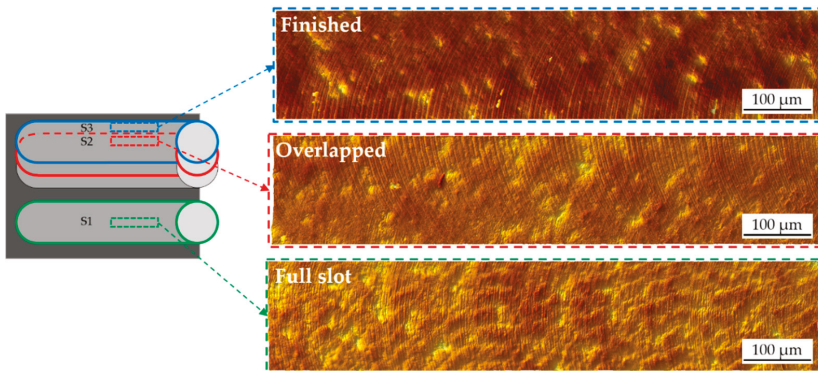 Finished
100 μm
S3
S2
Overlapped
100 μm
S1
Full slot
100 μm